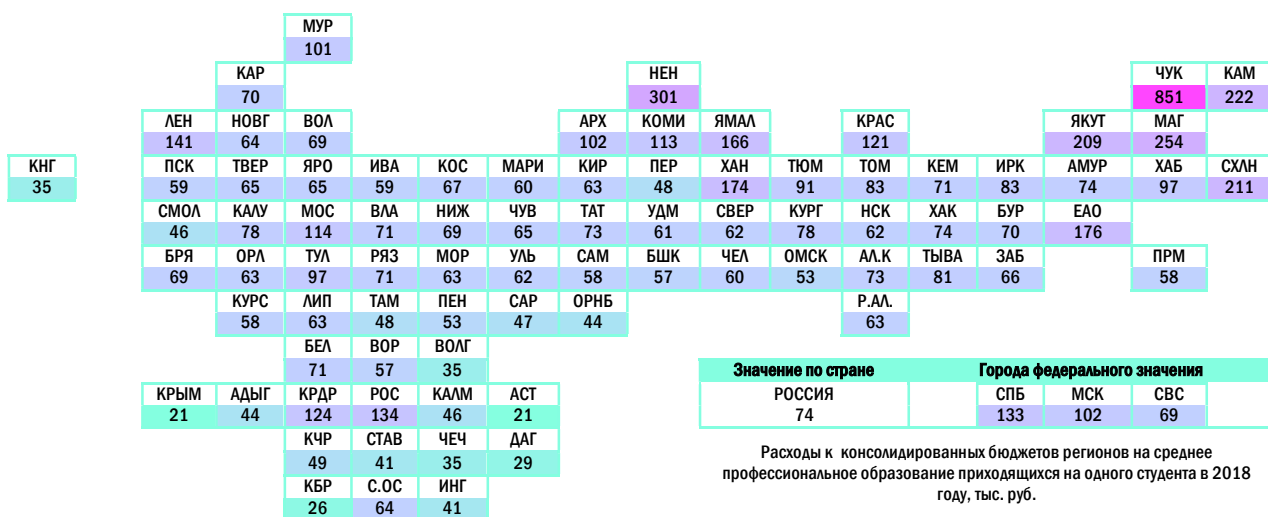 МУР
101
КАР НЕН ЧУК КАМ
70 301 851 222
ЛЕН НОВГ ВОЛ АРХ КОМИ ЯМАЛ КРАС ЯКУТ МАГ
141 64 69 102 113 166 121 209 254
КНГ ПСК ТВЕР ЯРО ИВА КОС МАРИ КИР ПЕР ХАН ТЮМ ТОМ КЕМ ИРК АМУР ХАБ СХЛН
35 59 65 65 59 67 60 63 48 174 91 83 71 83 74 97 211
СМОЛ КАЛУ МОС ВЛА НИЖ ЧУВ ТАТ УДМ СВЕР КУРГ НСК ХАК БУР ЕАО
46 78 114 71 69 65 73 61 62 78 62 74 70 176
БРЯ ОРЛ ТУЛ РЯЗ МОР УЛЬ САМ БШК ЧЕЛ ОМСК АЛ.К ТЫВА ЗАБ ПРМ
69 63 97 71 63 62 58 57 60 53 73 81 66 58
КУРС ЛИП ТАМ ПЕН САР ОРНБ Р.АЛ.
58 63 48 53 47 44 63
БЕЛ ВОР ВОЛГ
71 57 35
Значение по стране Города федерального значения
КРЫМ АДЫГ КРДР РОС КАЛМ АСТ РОССИЯ СПБ МСК СВС
21 44 124 134 46 21 74 133 102 69
КЧР СТАВ ЧЕЧ ДАГ
49 41 35 29
КБР С.ОС ИНГ
26 64 41
Расходы к консолидированных бюджетов регионов на среднее
профессиональное образование приходящихся на одного студента в 2018
году, тыс. руб.